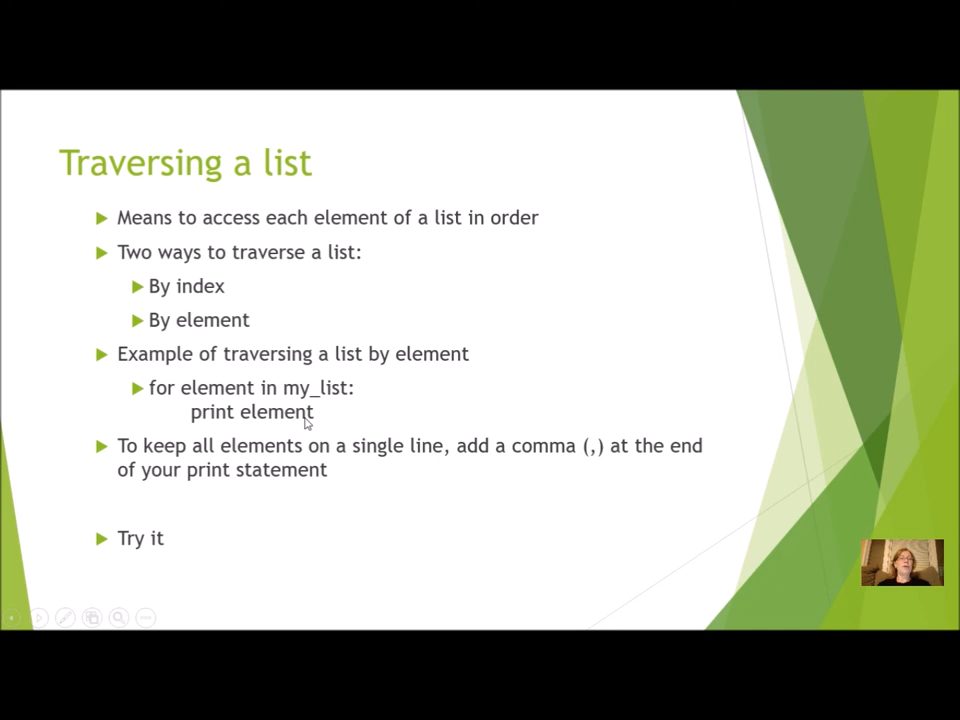 Traversing a list
Means to access each element of a list in order
Two ways to traverse a list:
By index
By element
Example of traversing a list by element
for element in my_list:
print element
To keep all elements on a single line, add a comma (,) at the end
of your print statement
Try it